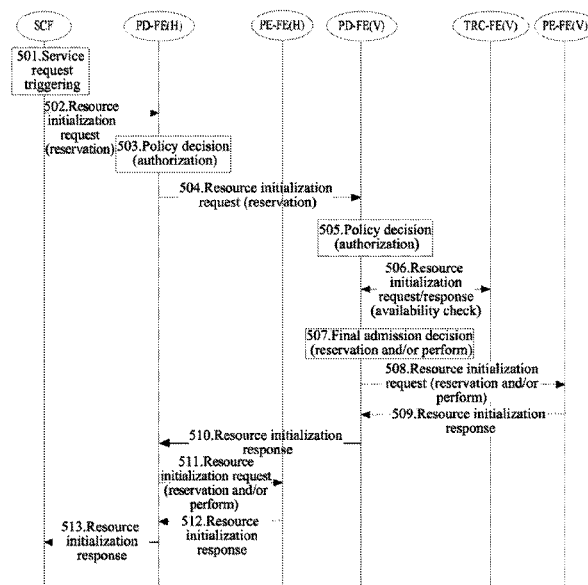 SCF
PD-FE(H)
PE-FE(H)
PD-FE(V)
TRC-FE(V)
PE-FE(V)
501.Service
request
triggering
502.Resource
initialization
request
(reservation)
503.Policy decision
(authorization)
504.Resource initialization
request (reservation)
505.Policy decision
(authorization)
506.Resource
initialization
request/response
(availability check)
507.Final admission decision
(reservation and/or perform)
508.Resource initialization
request (reservation and/or
perform)
509.Resource initialization
response
510.Resource initialization
response
511.Resource
initialization request
(reservation and/or
perform)
512.Resource
initialization
response
513.Resource
initialization
response